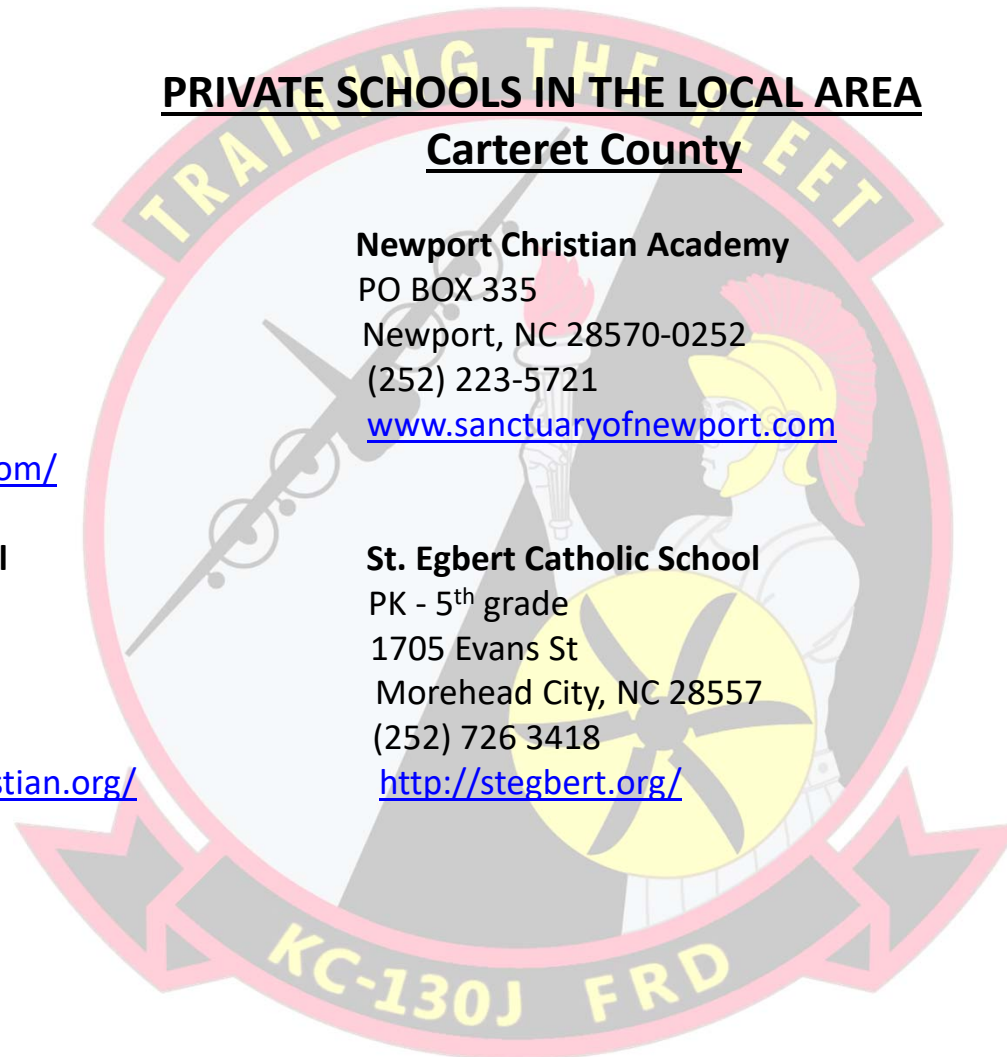 TRAINING THE FLEET
PRIVATE SCHOOLS IN THE LOCAL AREA
Carteret County
Newport Christian Academy
PO BOX 335
Newport, NC 28570-0252
(252) 223-5721
www.sanctuaryofnewport.com
om/
l
stian.org/
St. Egbert Catholic School
PK - 5th grade
1705 Evans St
Morehead City, NC 28557
(252) 726 3418
http://stegbert.org/
KC-130J FRD